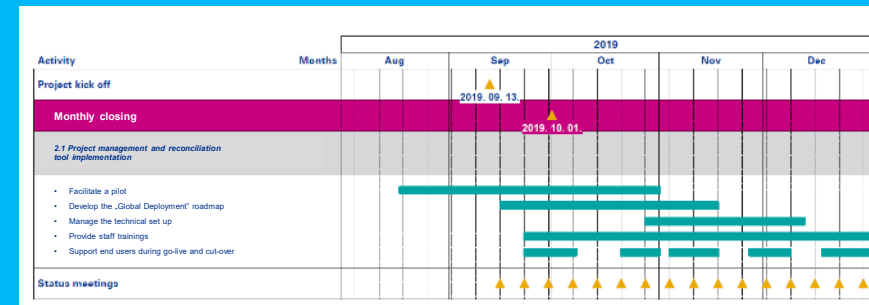 2019
Activity Months Aug Sep Oct Nov Dec
Project kick off
2019. 09. 13.
Monthly closing
2019. 10. 01.
2.1 Project management and reconciliation
tool implementation
• Facilitate a pilot
• Develop the „Global Deployment” roadmap
• Manage the technical set up
• Provide staff trainings
• Support end users during go-live and cut-over
Status meetings